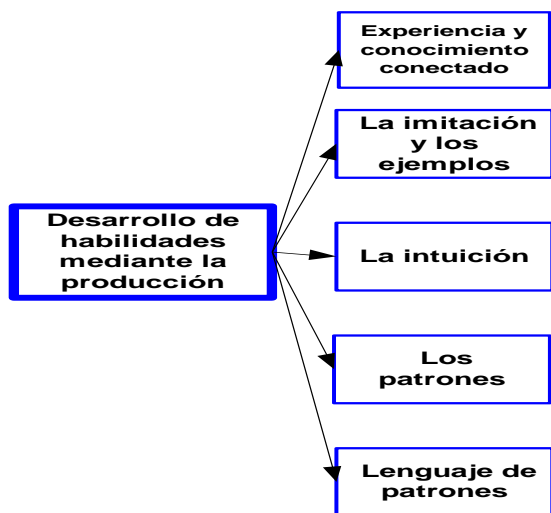 Experiencia y
conocimiento
conectado
La imitación
y los
ejemplos
Desarrollo de
habilidades
mediante la
producción
La intuición
Los
patrones
Lenguaje de
patrones